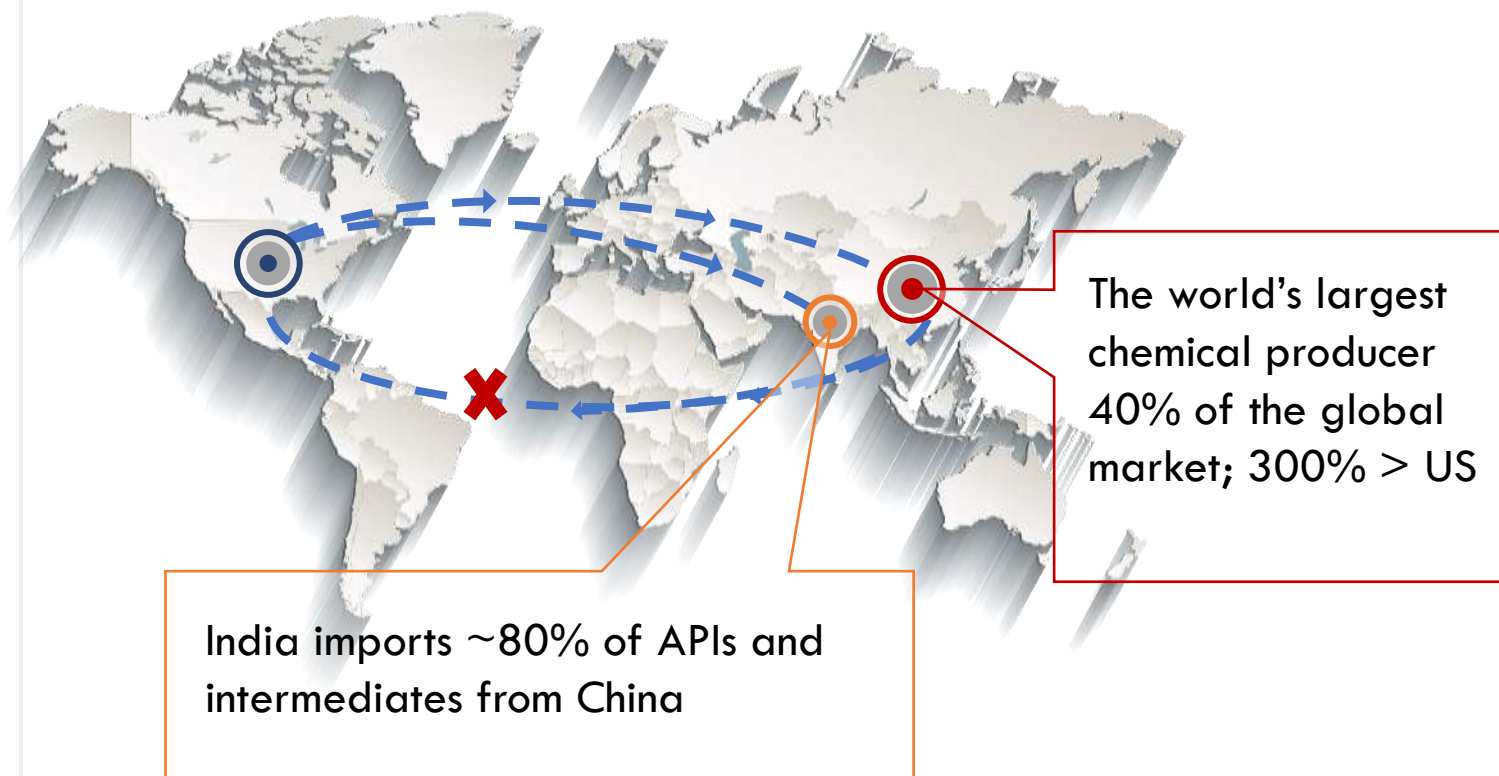 The world’s largest
chemical producer
40% of the global
market; 300% > US
India imports ~80% of APIs and
intermediates from China